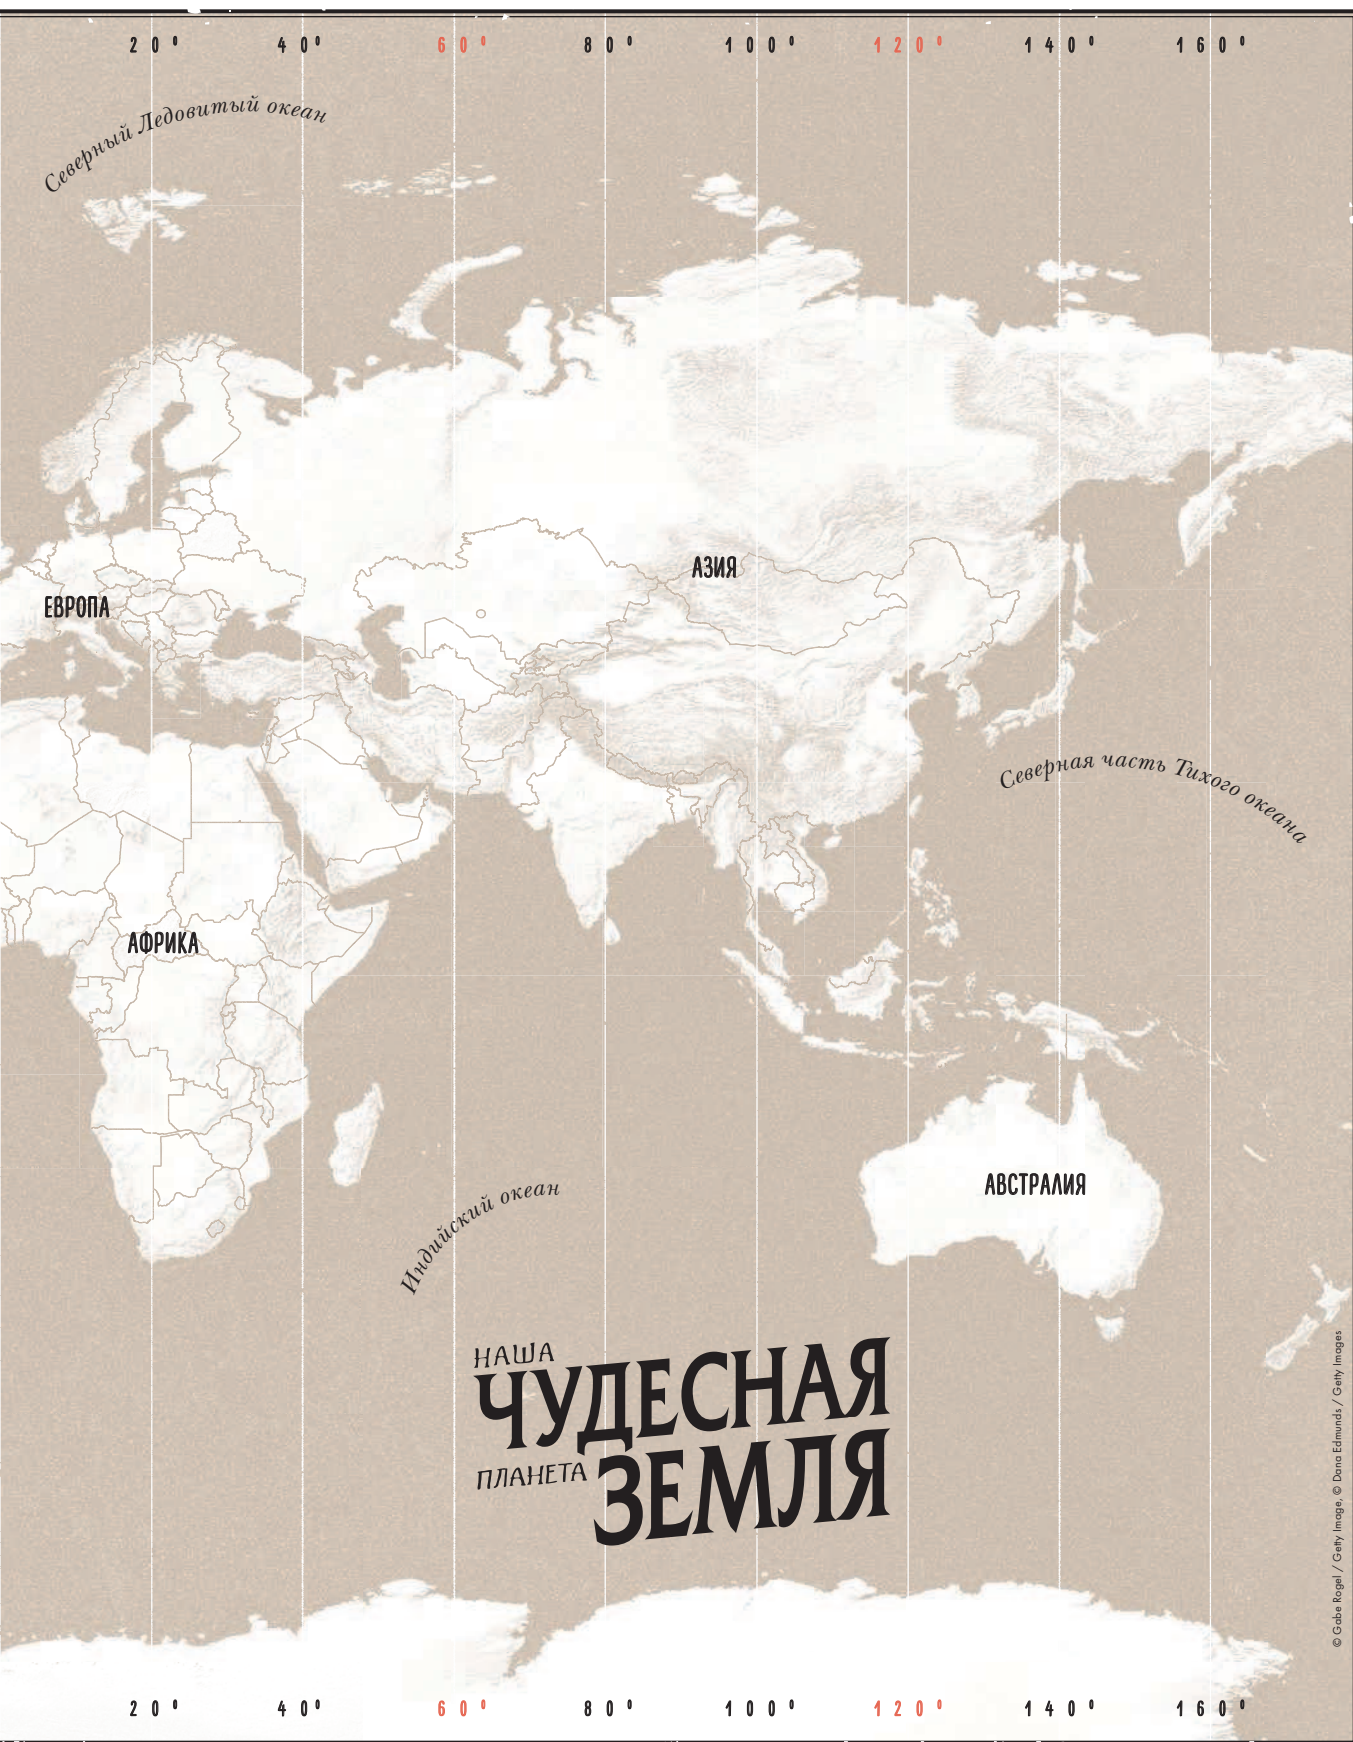 20° 40° 60° 80° 100° 120° 140° 160°
Северный Ледовитый океан
АЗИЯ
ЕВРОПА
Северная часть Тихого океана
АФРИКА
АВСТРАЛИЯ
Индийский океан
НАША
ЧУДЕСНАЯ
ПЛАНЕТА ЗЕМЛЯ
© Gabe Rogel / Getty Image, © Dana Edmunds / Getty Images
20° 40° 60° 80° 100° 120° 140° 160°